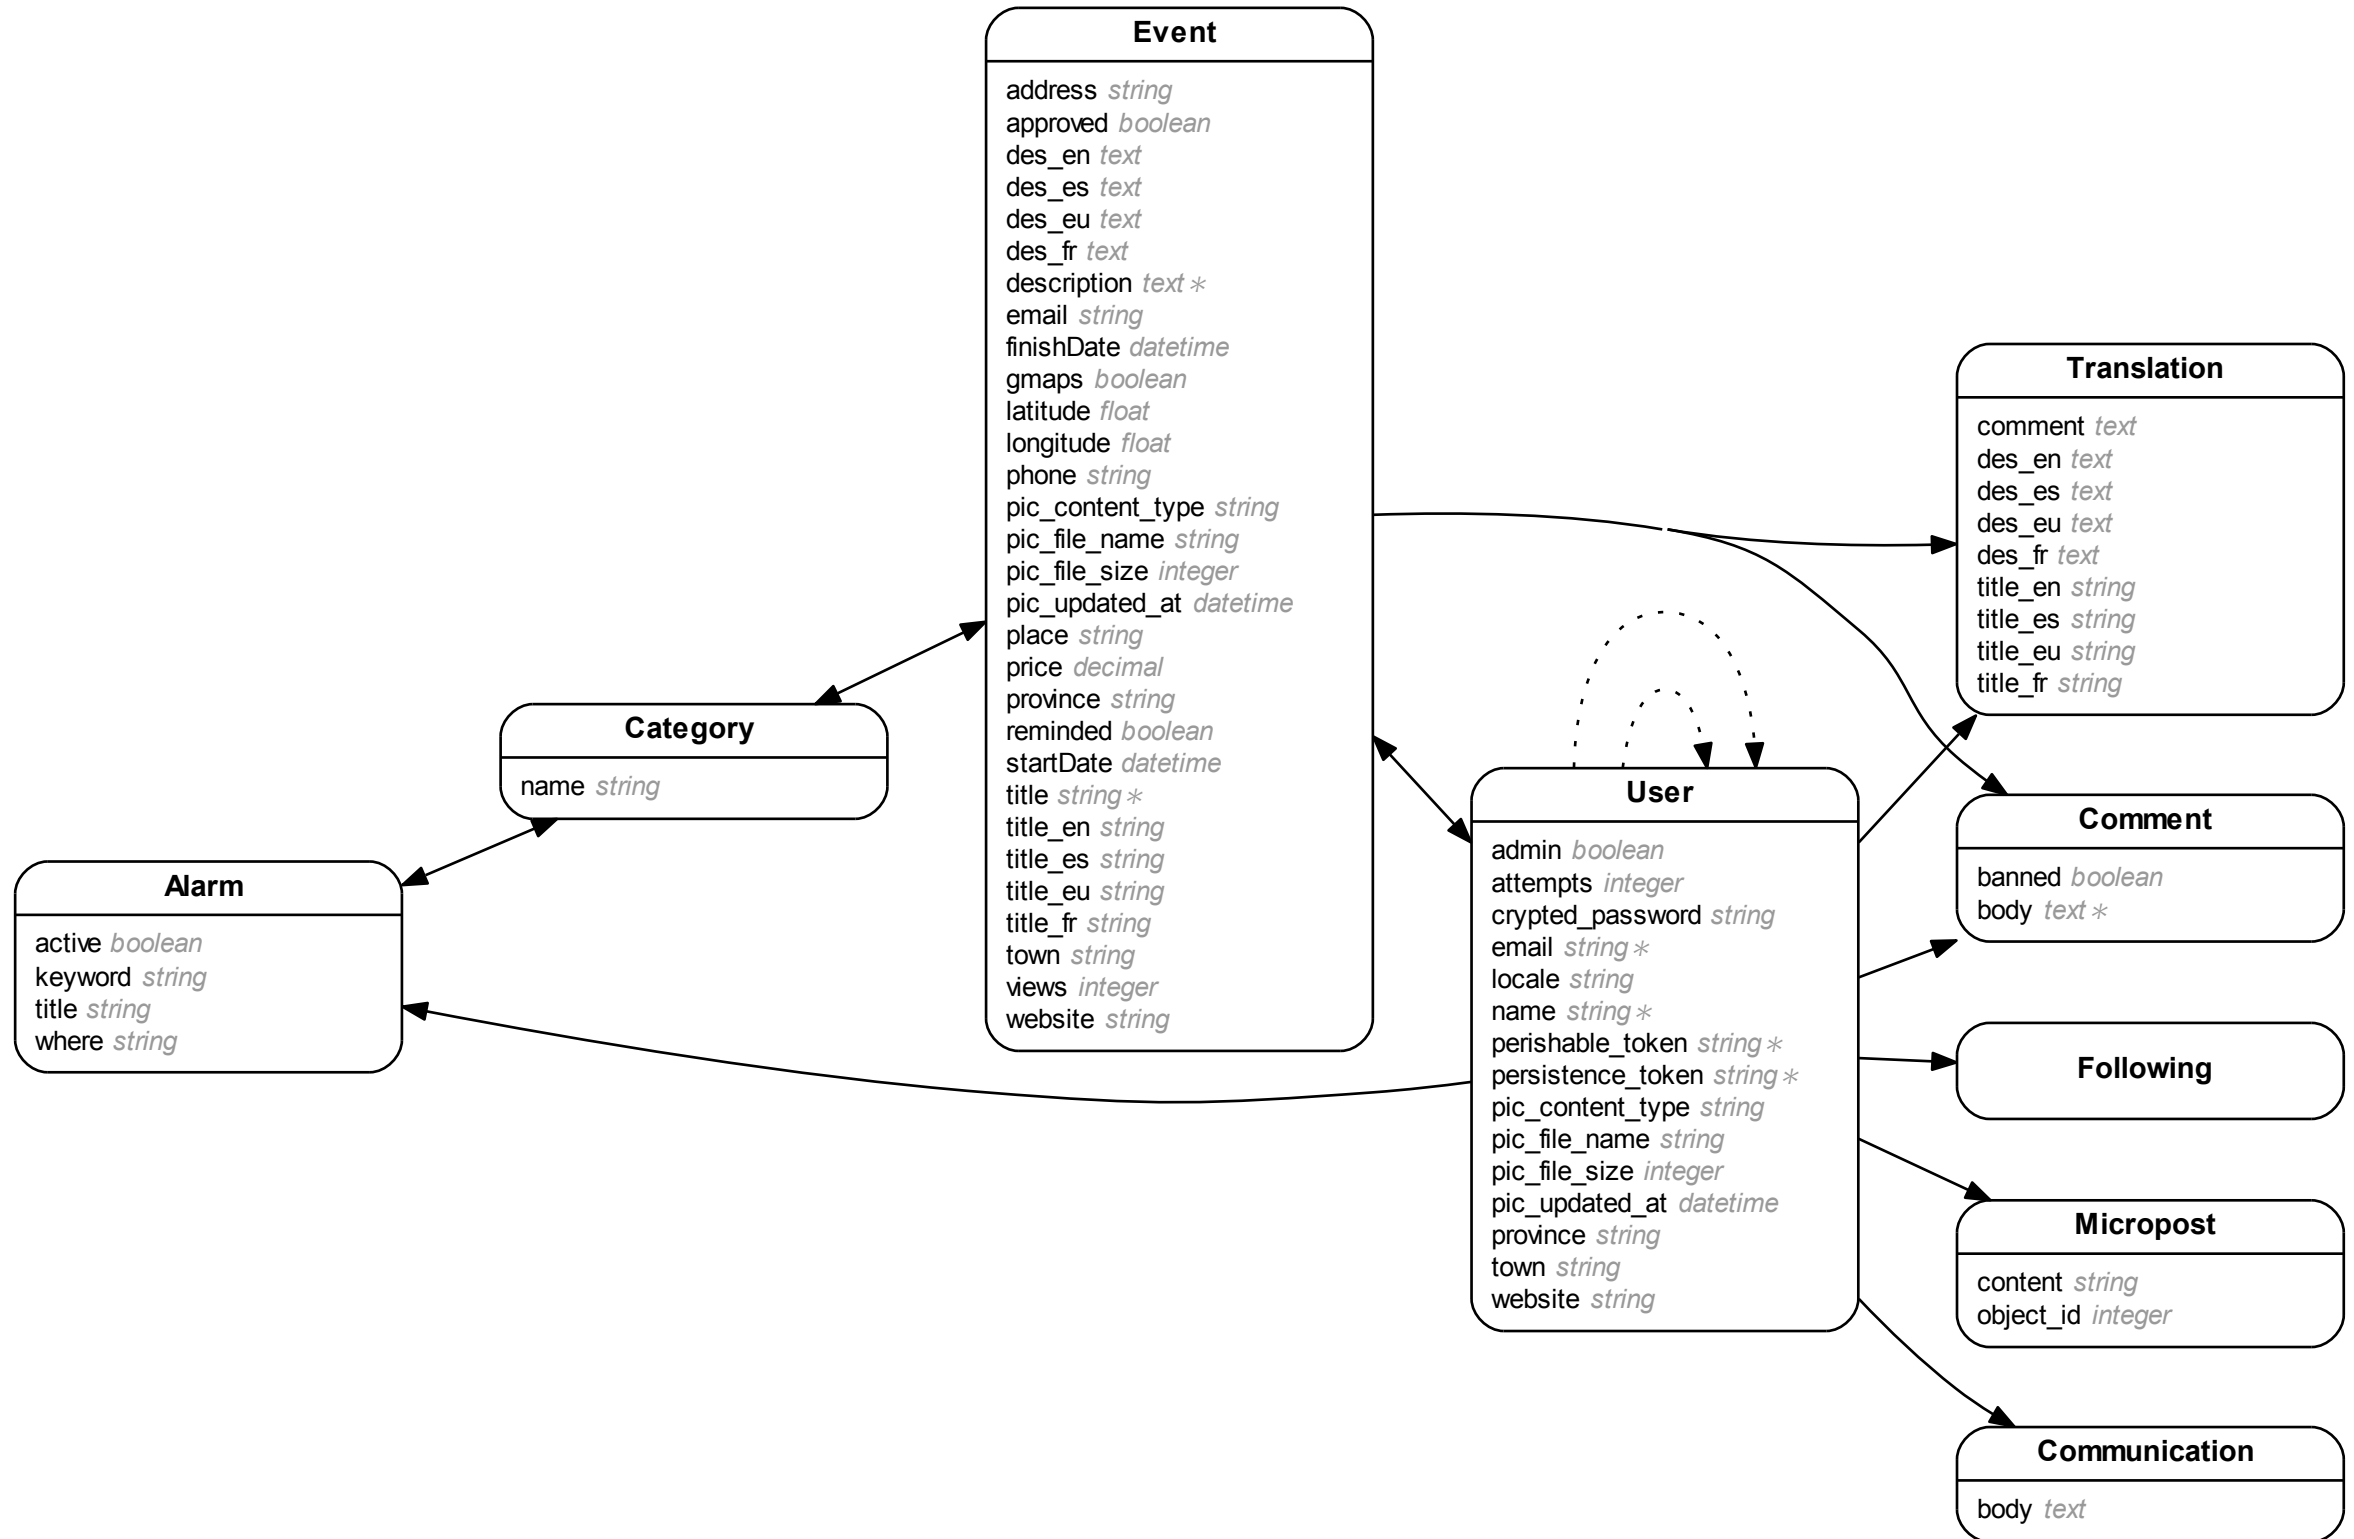 Event
address string
approved boolean
des_en text
des_es text
des_eu text
des_fr text
description text ∗
email string
finishDate datetime
gmaps boolean
latitude float
longitude float
phone string
pic_content_type string
pic_file_name string
pic_file_size integer
pic_updated_at datetime
place string
price decimal
province string
reminded boolean
startDate datetime
title string ∗
title_en string
title_es string
title_eu string
title_fr string
town string
views integer
website string
Translation
comment text
des_en text
des_es text
des_eu text
des_fr text
title_en string
title_es string
title_eu string
title_fr string
Category
name string
User
admin boolean
attempts integer
crypted_password string
email string ∗
locale string
name string ∗
perishable_token string ∗
persistence_token string ∗
pic_content_type string
pic_file_name string
pic_file_size integer
pic_updated_at datetime
province string
town string
website string
Comment
banned boolean
body text ∗
Alarm
active boolean
keyword string
title string
where string
Following
Micropost
content string
object_id integer
Communication
body text